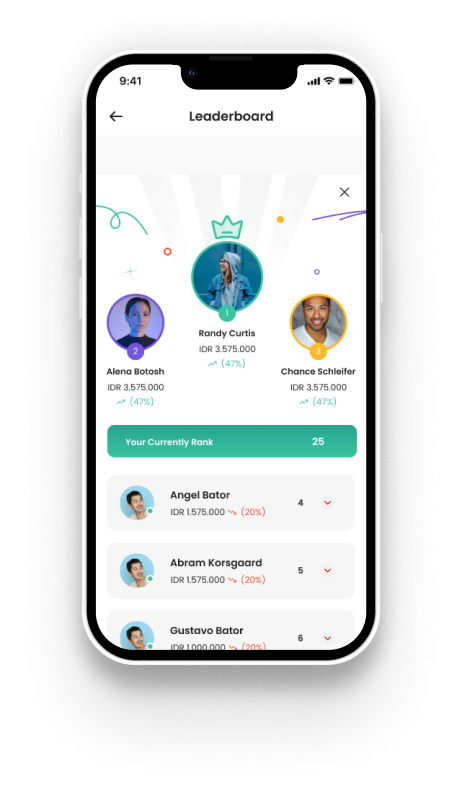 9:41
Leaderboard
1
Randy Curtis
IDR 3.575.000
(47%)
2
Alena Botosh
IDR 3.575.000
(47%)
3
Chance Schleifer
IDR 3.575.000
(47%)
Your Currently Rank 25
Angel Bator
IDR 1.575.000 (20%)
4
Abram Korsgaard
IDR 1.575.000 (20%)
5
Gustavo Bator
IDR 1.000.000 (20%)
6